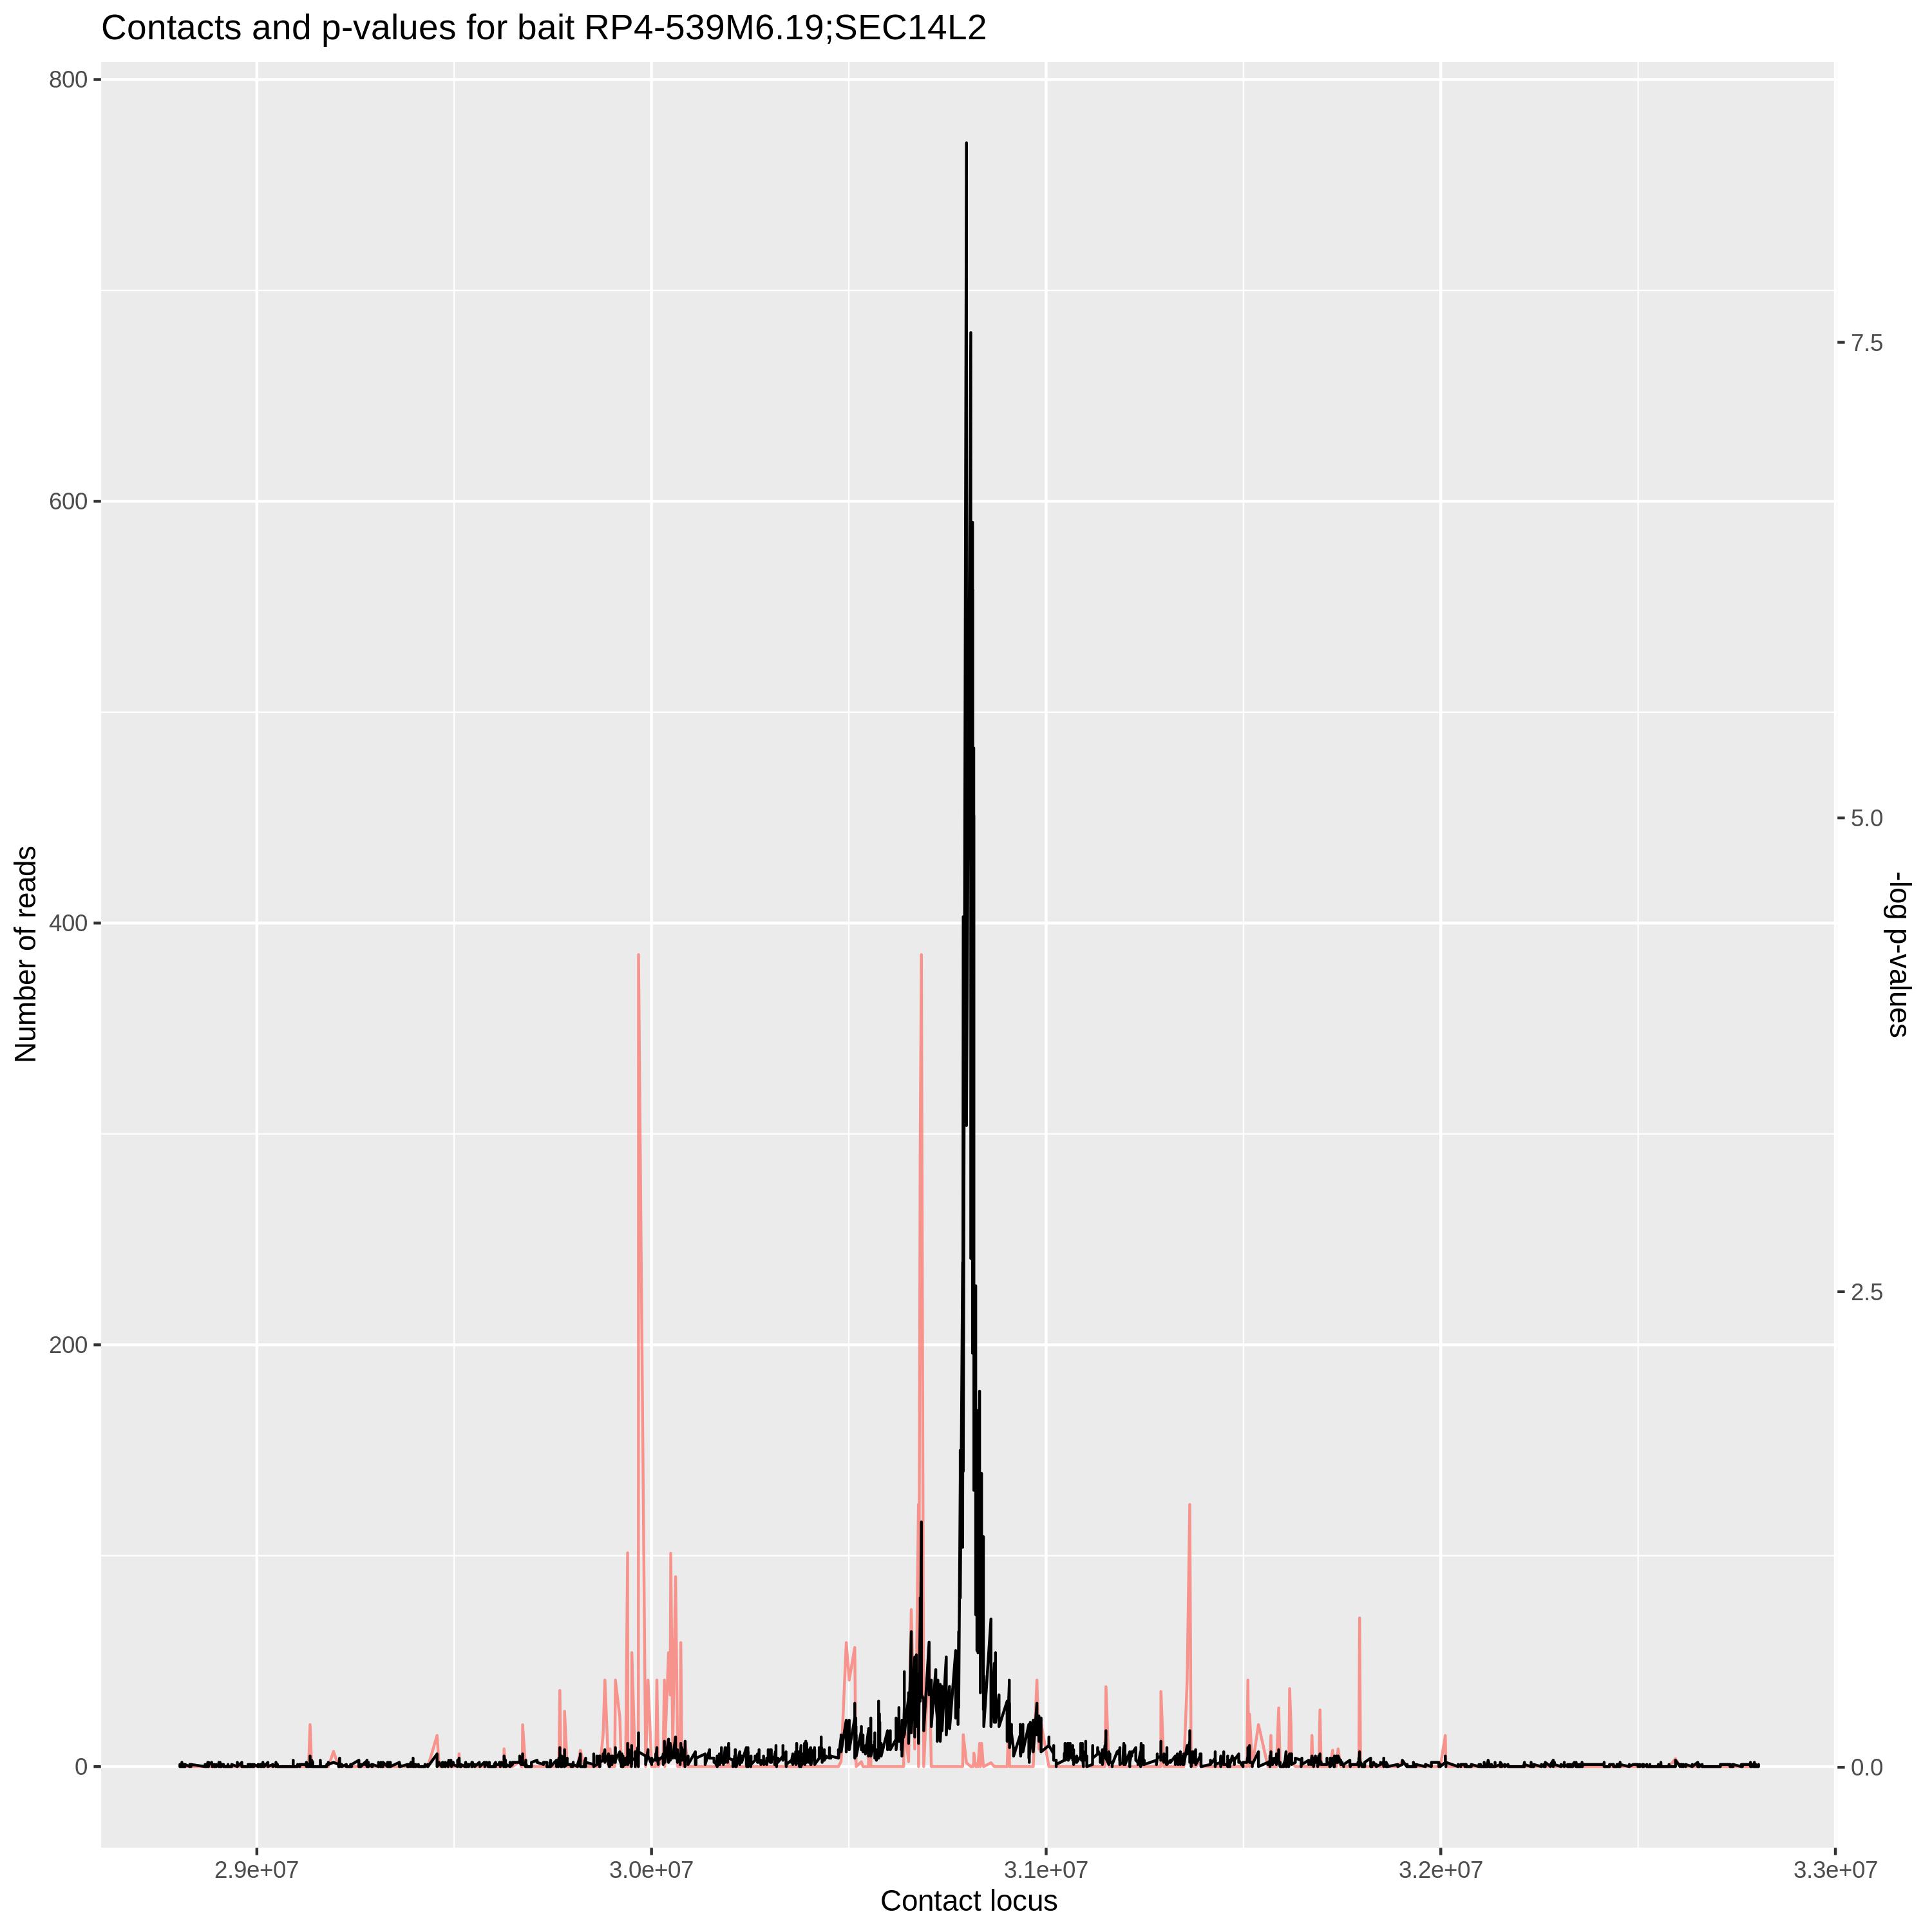 Contacts and p-values for bait RP4-539M6.19;SEC14L2
800
600
400
200
0
Number of reads
7.5
5.0
2.5
0.0
-log p-values
2.9e+07
3.0e+07
3.1e+07
3.2e+07
3.3e+07
Contact locus